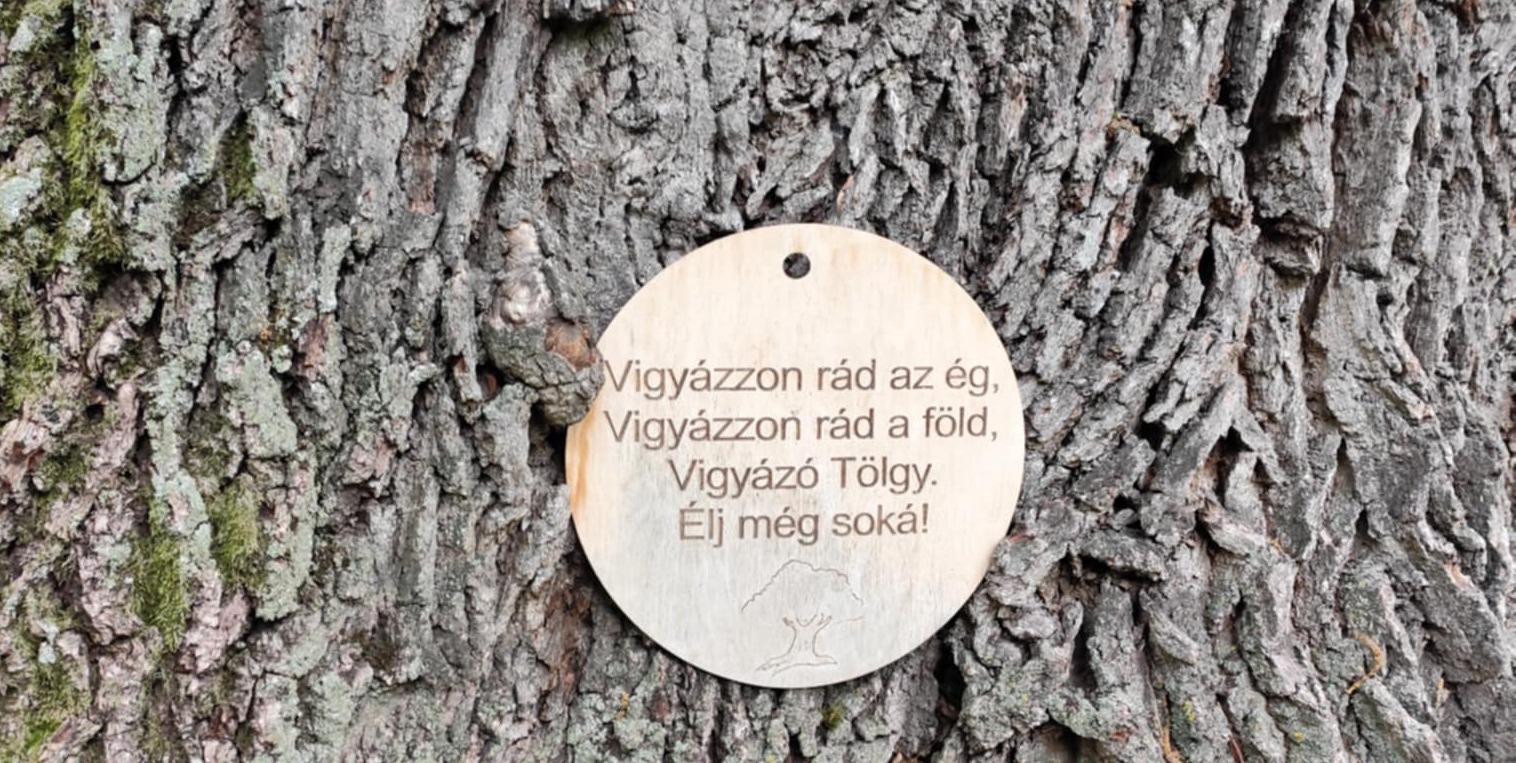 Vigyázzon rád az ég,
Vigyázzon rád a föld,
Vigyázó Tölgy.
Élj még soká!